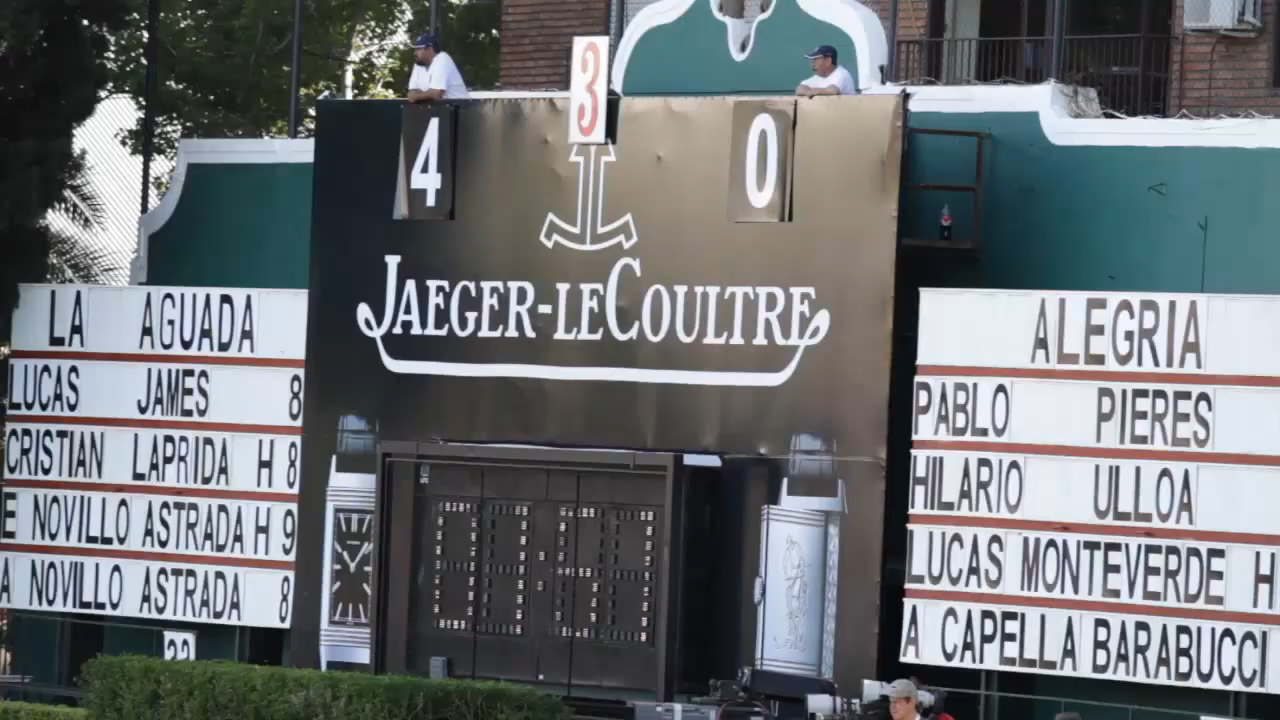 3
4 0
JAEGER-LECOULTRE
LA AGUADA
LUCAS JAMES 8
CRISTIAN LAPRIDA H 8
E NOVILLO ASTRADA H 9
A NOVILLO ASTRADA 8
ALEGRIA
PABLO PIERES
HILARIO ULLOA
LUCAS MONTEVERDE H
A CAPELLA BARABUCCI